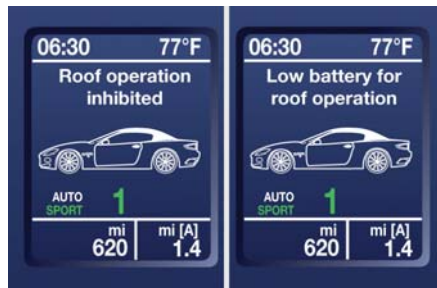 06:30 77°F
Roof operation
inhibited
AUTO
SPORT 1
mi mi [A]
620 1.4
06:30 77°F
Low battery for
roof operation
AUTO
SPORT 1
mi mi [A]
620 1.4